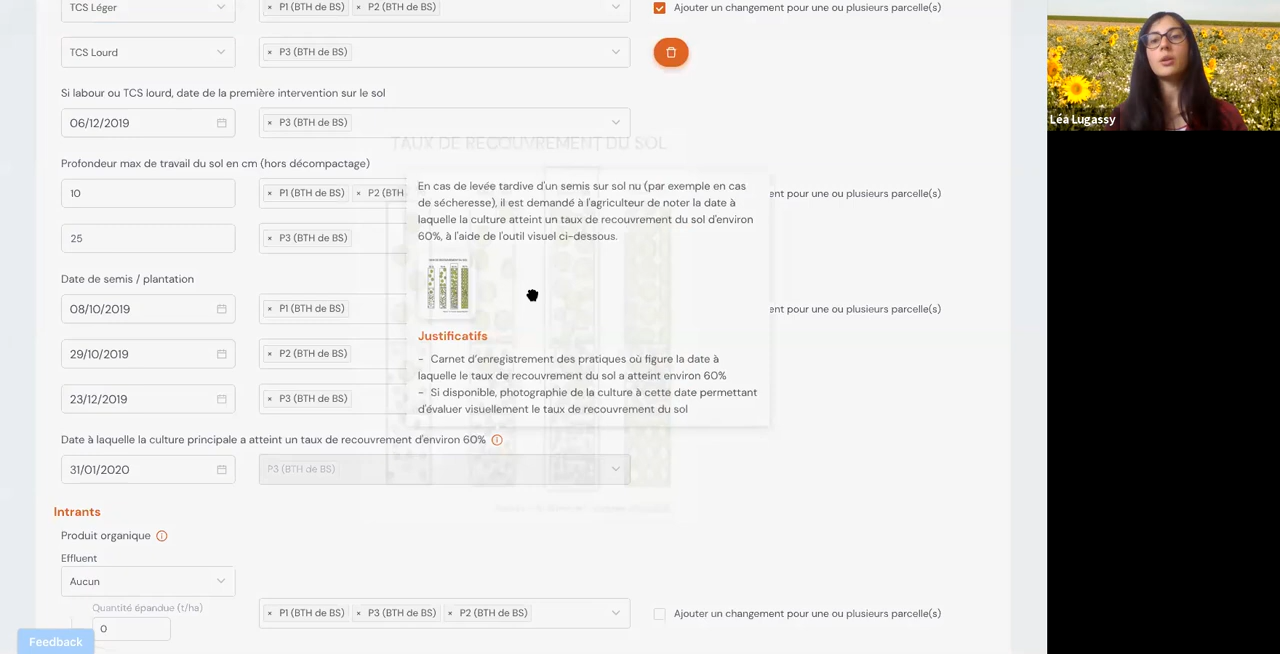 TCS Léger
× P1 (BTH de BS) × P2 (BTH de BS)
Ajouter un changement pour une ou plusieurs parcelle(s)
TCS Lourd
× P3 (BTH de BS)
Si labour ou TCS lourd, date de la première intervention sur le sol
06/12/2019
× P3 (BTH de BS)
TAUX DE RECOUVREMENT DU SOL
Profondeur max de travail du sol en cm (hors décompactage)
10
× P1 (BTH de BS) × P2 (BTH
ent pour une ou plusieurs parcelle(s)
25
× P3 (BTH de BS)
En cas de levée tardive d'un semis sur sol nu (par exemple en cas
de sécheresse), il est demandé à l'agriculteur de noter la date à
laquelle la culture atteint un taux de recouvrement du sol d'environ
60%, à l'aide de l'outil visuel ci-dessous.
Justificatifs
- Carnet d'enregistrement des pratiques où figure la date à
laquelle le taux de recouvrement du sol a atteint environ 60%
- Si disponible, photographie de la culture à cette date permettant
d'évaluer visuellement le taux de recouvrement du sol
Date de semis / plantation
08/10/2019
× P1 (BTH de BS)
ent pour une ou plusieurs parcelle(s)
29/10/2019
× P2 (BTH de BS)
23/12/2019
× P3 (BTH de BS)
Date à laquelle la culture principale a atteint un taux de recouvrement d'environ 60%
31/01/2020
P3 (BTH de BS)
Intrants
Produit organique
Effluent
Aucun
Quantité épandue (t/ha)
0
× P1 (BTH de BS) × P3 (BTH de BS) × P2 (BTH de BS)
Ajouter un changement pour une ou plusieurs parcelle(s)
Feedback
Léa Lugassy